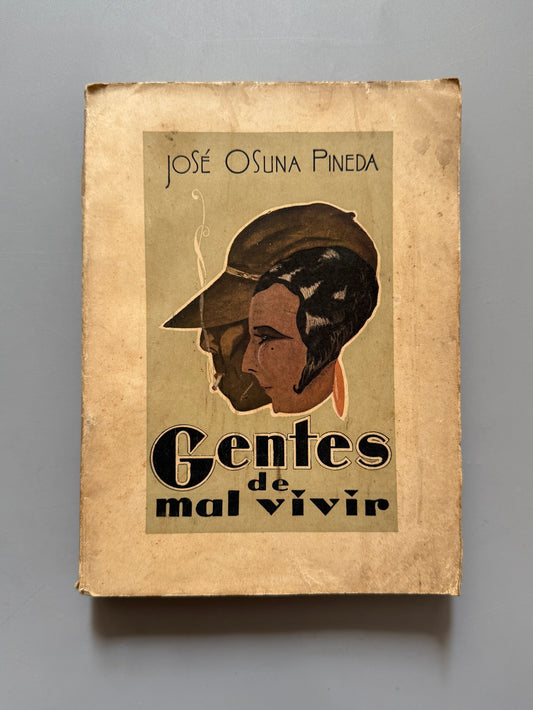 JOSÉ OSUNA PINEDA
Gentes
de
mal vivir